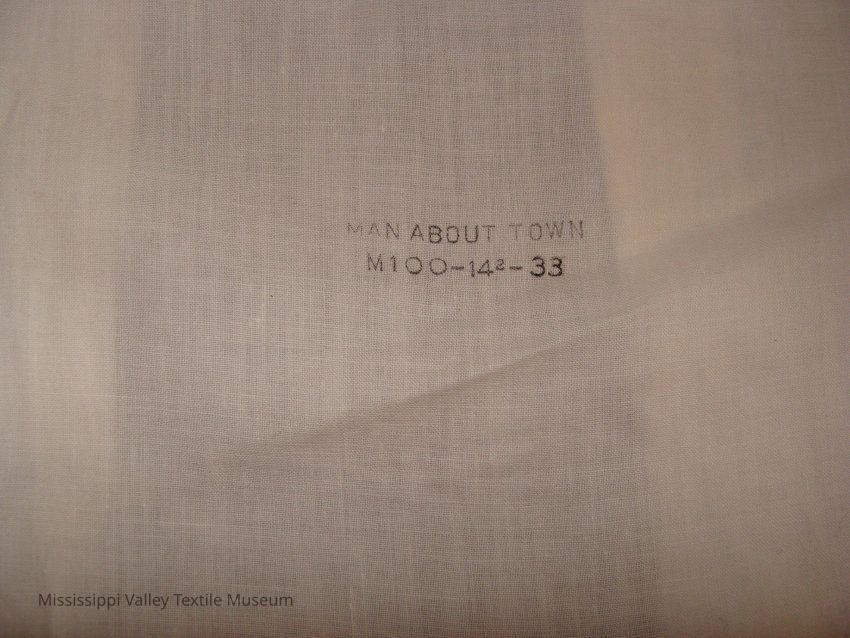 MAN ABOUT TOWN
M100-14²-33
Mississippi Valley Textile Museum